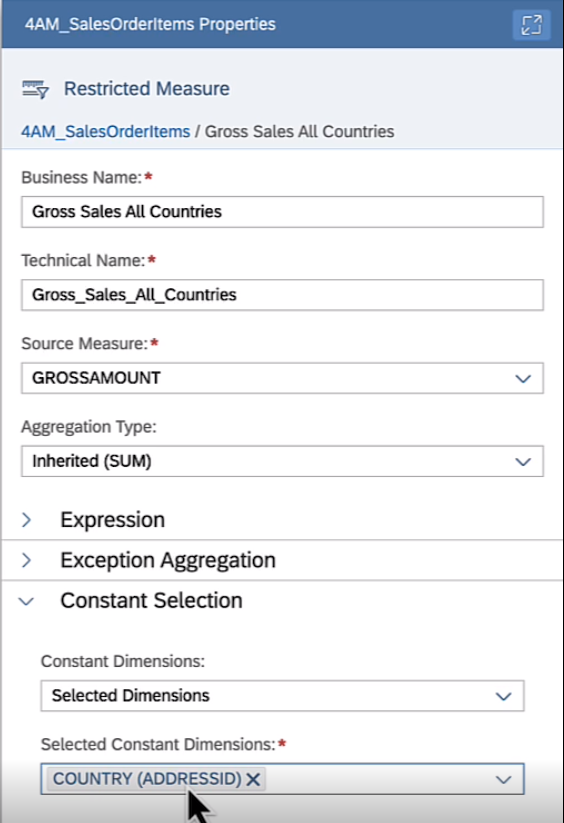 4AM_SalesOrderItems Properties
Restricted Measure
4AM_SalesOrderItems / Gross Sales All Countries
Business Name:*
Gross Sales All Countries
Technical Name:*
Gross_Sales_All_Countries
Source Measure:*
GROSSAMOUNT
Aggregation Type:
Inherited (SUM)
Expression
Exception Aggregation
Constant Selection
Constant Dimensions:
Selected Dimensions
Selected Constant Dimensions:*
COUNTRY (ADDRESSID)